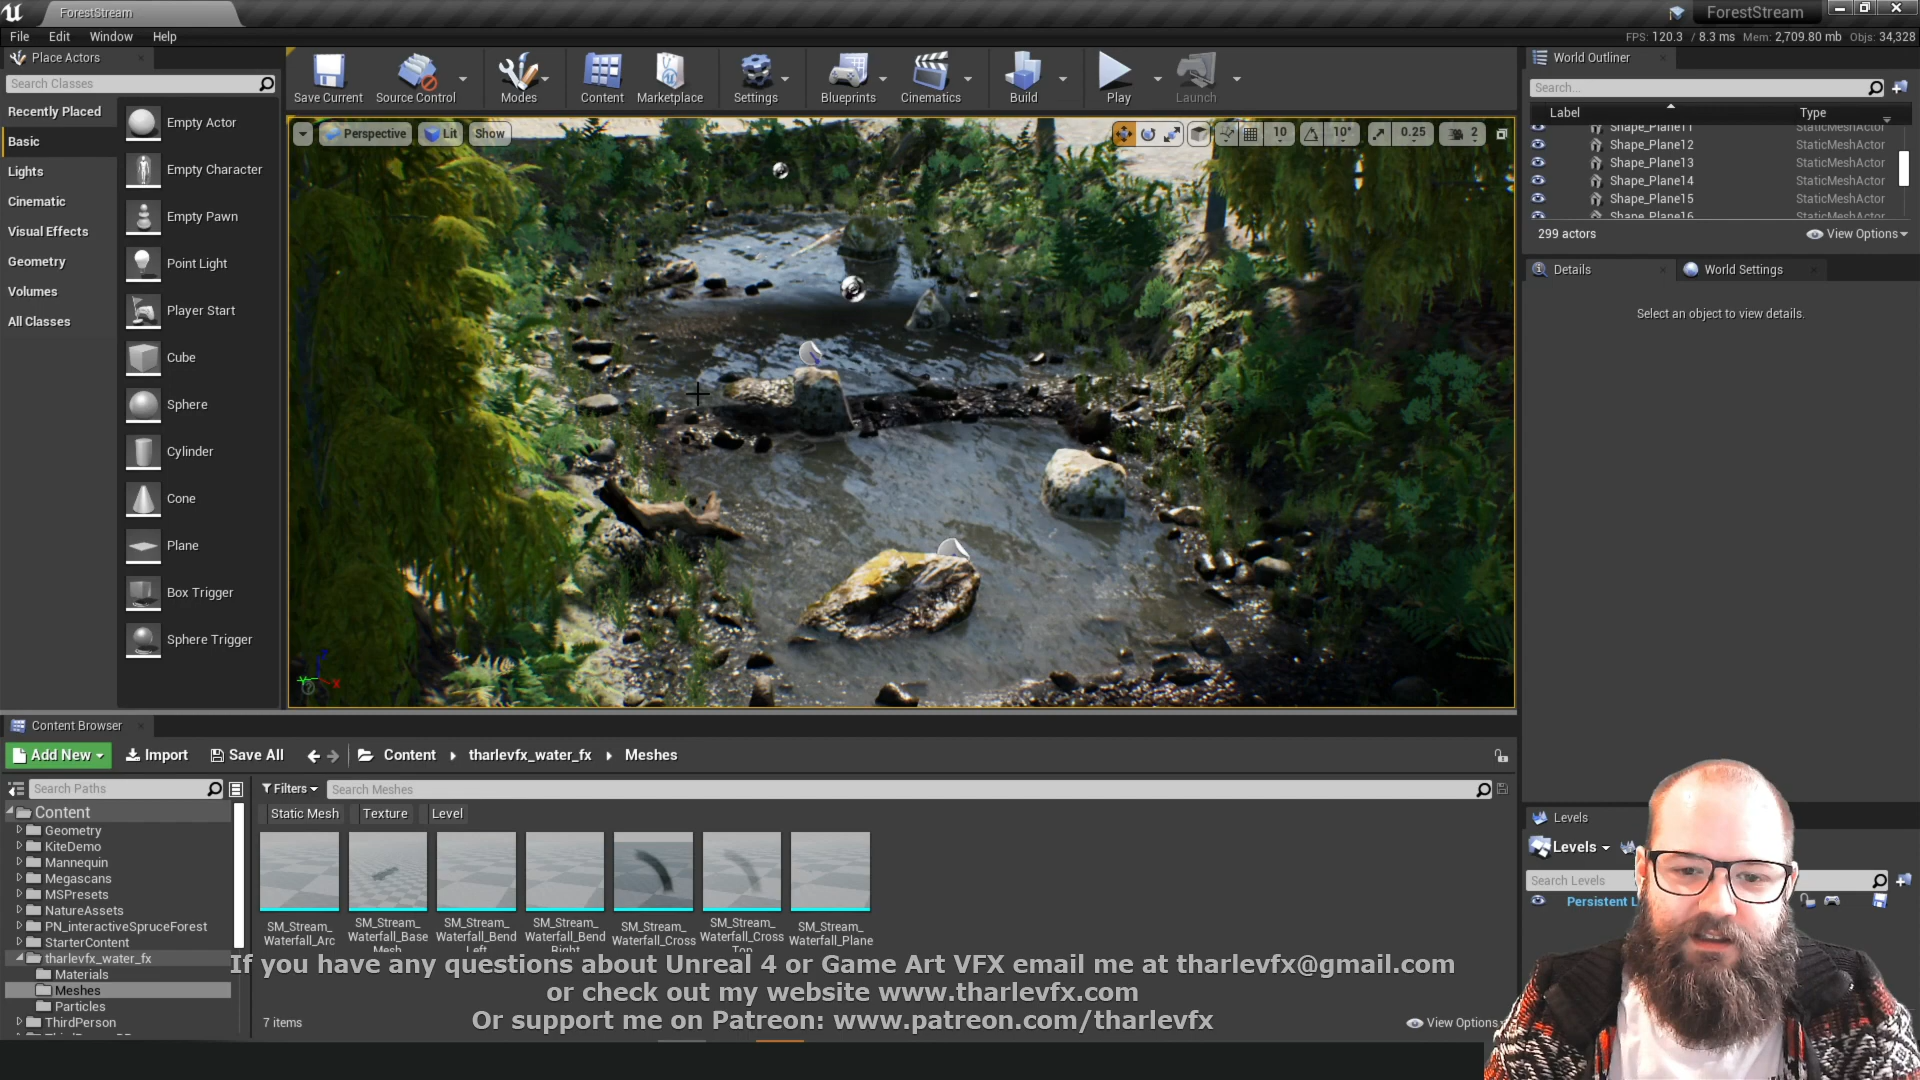 ForestStream
ForestStream
File Edit Window Help
FPS: 120.3 / 8.3 ms Mem: 2,709.80 mb Objs: 34,328
Place Actors
Search Classes
Recently Placed
Basic
Lights
Cinematic
Visual Effects
Geometry
Volumes
All Classes
Empty Actor
Empty Character
Empty Pawn
Point Light
Player Start
Cube
Sphere
Cylinder
Cone
Plane
Box Trigger
Sphere Trigger
Save Current
Source Control
Modes
Content
Marketplace
Settings
Blueprints
Cinematics
Build
Play
Launch
Perspective
Lit
Show
10
10°
0.25
2
World Outliner
Search...
Label Type
Shape_Plane11 StaticMeshActor
Shape_Plane12 StaticMeshActor
Shape_Plane13 StaticMeshActor
Shape_Plane14 StaticMeshActor
Shape_Plane15 StaticMeshActor
Shape_Plane16 StaticMeshActor
299 actors
View Options
Details
World Settings
Select an object to view details.
Content Browser
Add New
Import
Save All
Content
tharlevfx_water_fx
Meshes
Search Paths
Filters
Search Meshes
Static Mesh
Texture
Level
Content
Geometry
KiteDemo
Mannequin
Megascans
MSPresets
NatureAssets
PN_interactiveSpruceForest
StarterContent
tharlevfx_water_fx
Materials
Meshes
Particles
ThirdPerson
SM_Stream_
Waterfall_Arc
SM_Stream_
Waterfall_Base
Mesh
SM_Stream_
Waterfall_Bend
Left
SM_Stream_
Waterfall_Bend
Right
SM_Stream_
Waterfall_Cross
SM_Stream_
Waterfall_Cross
Top
SM_Stream_
Waterfall_Plane
If you have any questions about Unreal 4 or Game Art VFX email me at tharlevfx@gmail.com
or check out my website www.tharlevfx.com
Or support me on Patreon: www.patreon.com/tharlevfx
7 items
View Options
Levels
Levels
Search Levels
Persistent L